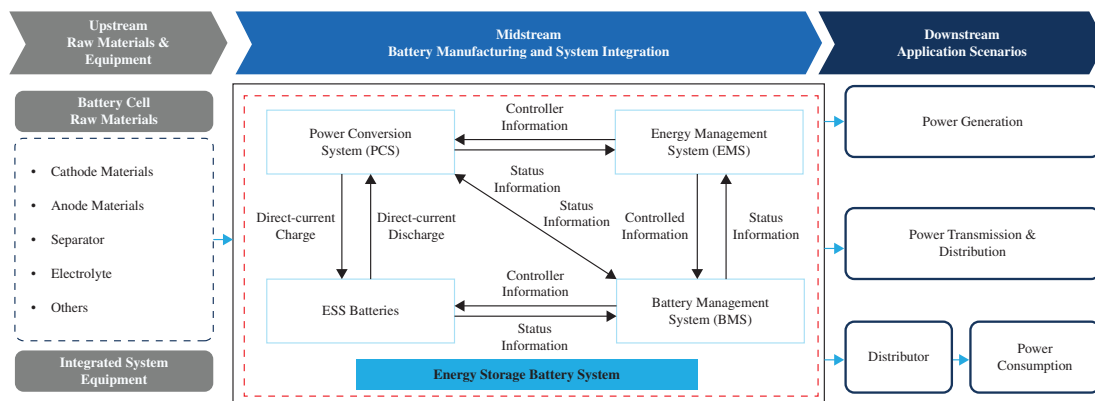 Upstream
Raw Materials &
Equipment
Midstream
Battery Manufacturing and System Integration
Downstream
Application Scenarios
Battery Cell
Raw Materials
• Cathode Materials
• Anode Materials
• Separator
• Electrolyte
• Others
Integrated System
Equipment
Power Conversion
System (PCS)
Controller
Information
Energy Management
System (EMS)
Status
Information
Status
Information
Direct-current
Charge
Direct-current
Discharge
Controlled
Information
Status
Information
ESS Batteries
Controller
Information
Status
Information
Battery Management
System (BMS)
Energy Storage Battery System
Power Generation
Power Transmission &
Distribution
Distributor
Power
Consumption